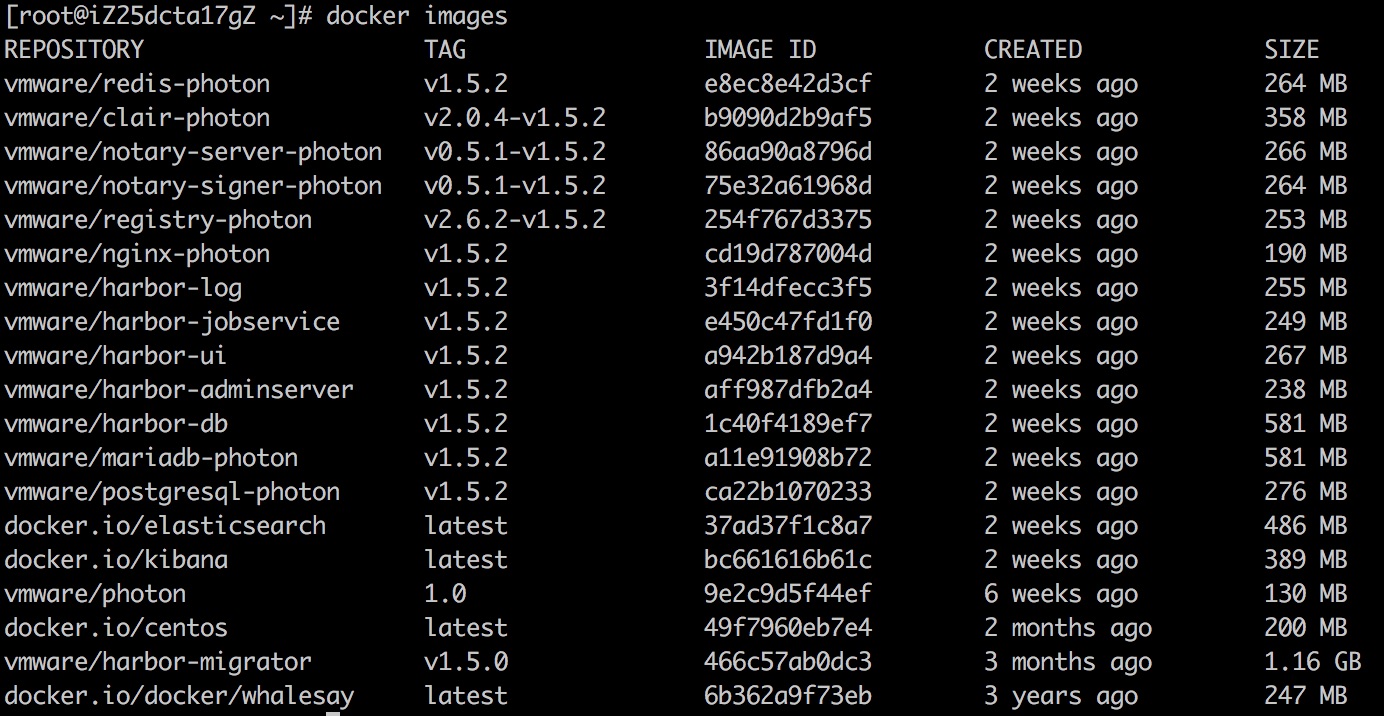 [root@iZ25dcta17gZ ~]# docker images
REPOSITORY TAG IMAGE ID CREATED SIZE
vmware/redis-photon v1.5.2 e8ec8e42d3cf 2 weeks ago 264 MB
vmware/clair-photon v2.0.4-v1.5.2 b9090d2b9af5 2 weeks ago 358 MB
vmware/notary-server-photon v0.5.1-v1.5.2 86aa90a8796d 2 weeks ago 266 MB
vmware/notary-signer-photon v0.5.1-v1.5.2 75e32a61968d 2 weeks ago 264 MB
vmware/registry-photon v2.6.2-v1.5.2 254f767d3375 2 weeks ago 253 MB
vmware/nginx-photon v1.5.2 cd19d787004d 2 weeks ago 190 MB
vmware/harbor-log v1.5.2 3f14dfecc3f5 2 weeks ago 255 MB
vmware/harbor-jobservice v1.5.2 e450c47fd1f0 2 weeks ago 249 MB
vmware/harbor-ui v1.5.2 a942b187d9a4 2 weeks ago 267 MB
vmware/harbor-adminserver v1.5.2 aff987dfb2a4 2 weeks ago 238 MB
vmware/harbor-db v1.5.2 1c40f4189ef7 2 weeks ago 581 MB
vmware/mariadb-photon v1.5.2 a11e91908b72 2 weeks ago 581 MB
vmware/postgresql-photon v1.5.2 ca22b1070233 2 weeks ago 276 MB
docker.io/elasticsearch latest 37ad37f1c8a7 2 weeks ago 486 MB
docker.io/kibana latest bc661616b61c 2 weeks ago 389 MB
vmware/photon 1.0 9e2c9d5f44ef 6 weeks ago 130 MB
docker.io/centos latest 49f7960eb7e4 2 months ago 200 MB
vmware/harbor-migrator v1.5.0 466c57ab0dc3 3 months ago 1.16 GB
docker.io/docker/whalesay latest 6b362a9f73eb 3 years ago 247 MB